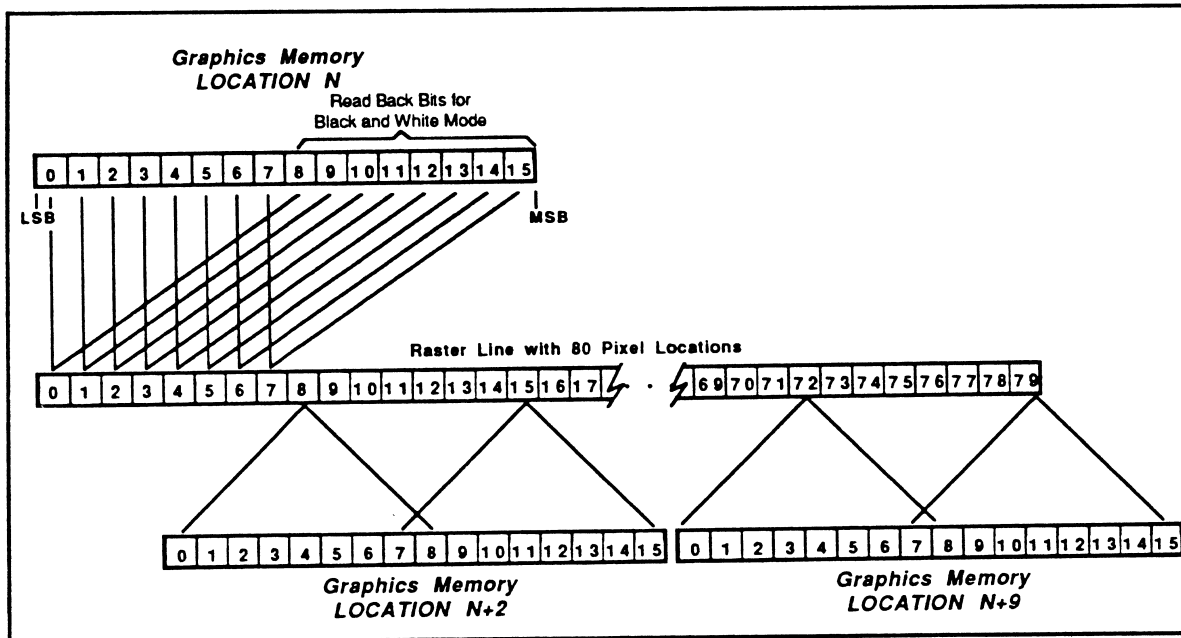 Graphics Memory
LOCATION N
Read Back Bits for
Black and White Mode
0 1 2 3 4 5 6 7 8 9 10 11 12 13 14 15
LSB MSB
Raster Line with 80 Pixel Locations
0 1 2 3 4 5 6 7 8 9 10 11 12 13 14 15 16 17 . . 69 70 71 72 73 74 75 76 77 78 79
0 1 2 3 4 5 6 7 8 9 10 11 12 13 14 15
0 1 2 3 4 5 6 7 8 9 10 11 12 13 14 15
Graphics Memory
LOCATION N+2
Graphics Memory
LOCATION N+9